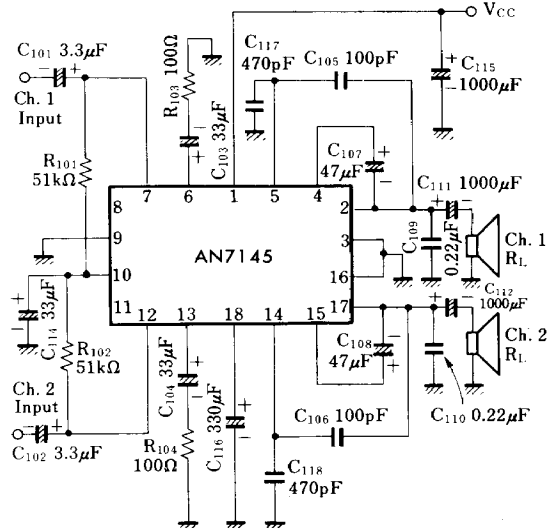 VCC
C101 3.3μF
Ch. 1
Input
R103 100Ω
C103 33μF
C117
470pF
C105 100pF
C115
1000μF
R101
51kΩ
C107
47μF
C111 1000μF
C109
0.22μF
Ch. 1
RL
7 6 1 5 4
8
9
10
11
2
3
16
17
AN7145
12 13 18 14 15
C114 33μF
R102
51kΩ
C112
1000μF
Ch. 2
RL
C108
47μF
Ch. 2
Input
C104 33μF
C116 330μF
C106 100pF
C110 0.22μF
C102 3.3μF
R104
100Ω
C118
470pF